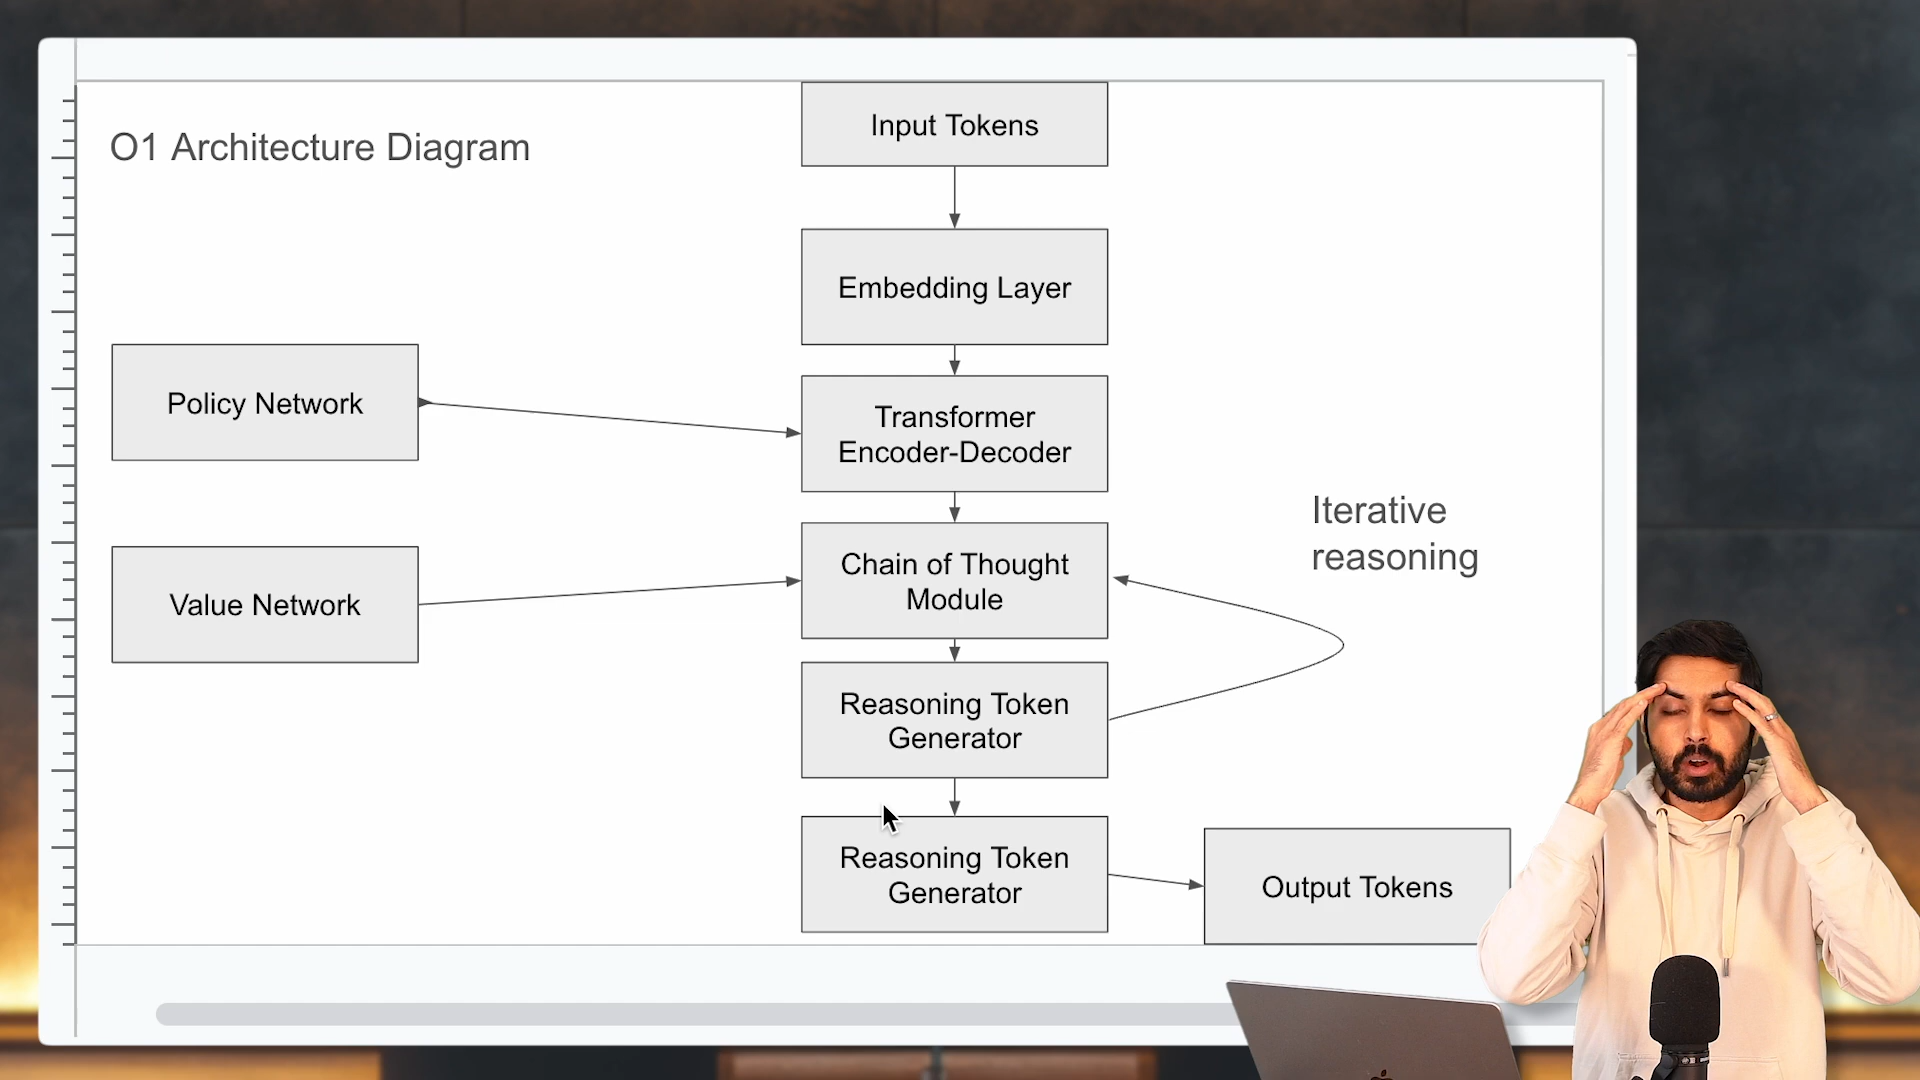 O1 Architecture Diagram
Input Tokens
Embedding Layer
Policy Network
Transformer
Encoder-Decoder
Iterative
reasoning
Value Network
Chain of Thought
Module
Reasoning Token
Generator
Reasoning Token
Generator
Output Tokens